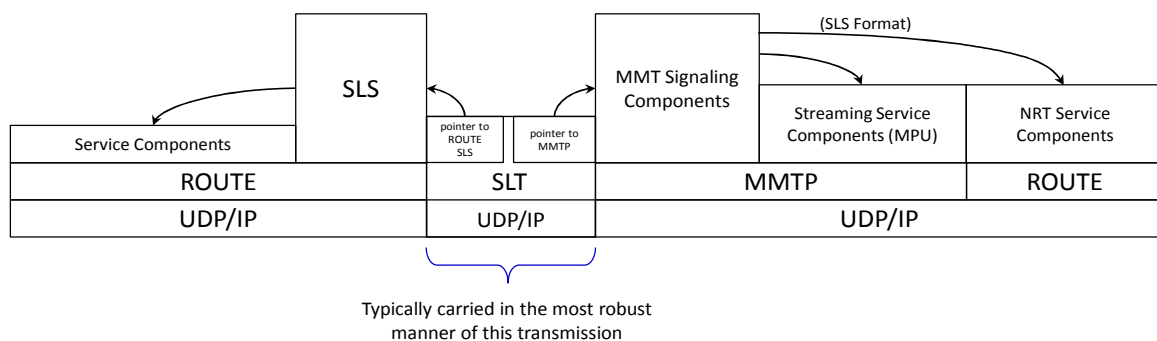 (SLS Format)
SLS
MMT Signaling
Components
Service Components
pointer to
ROUTE
SLS
pointer to
MMTP
Streaming Service
Components (MPU)
NRT Service
Components
ROUTE
SLT
MMTP
ROUTE
UDP/IP
UDP/IP
UDP/IP
Typically carried in the most robust
manner of this transmission